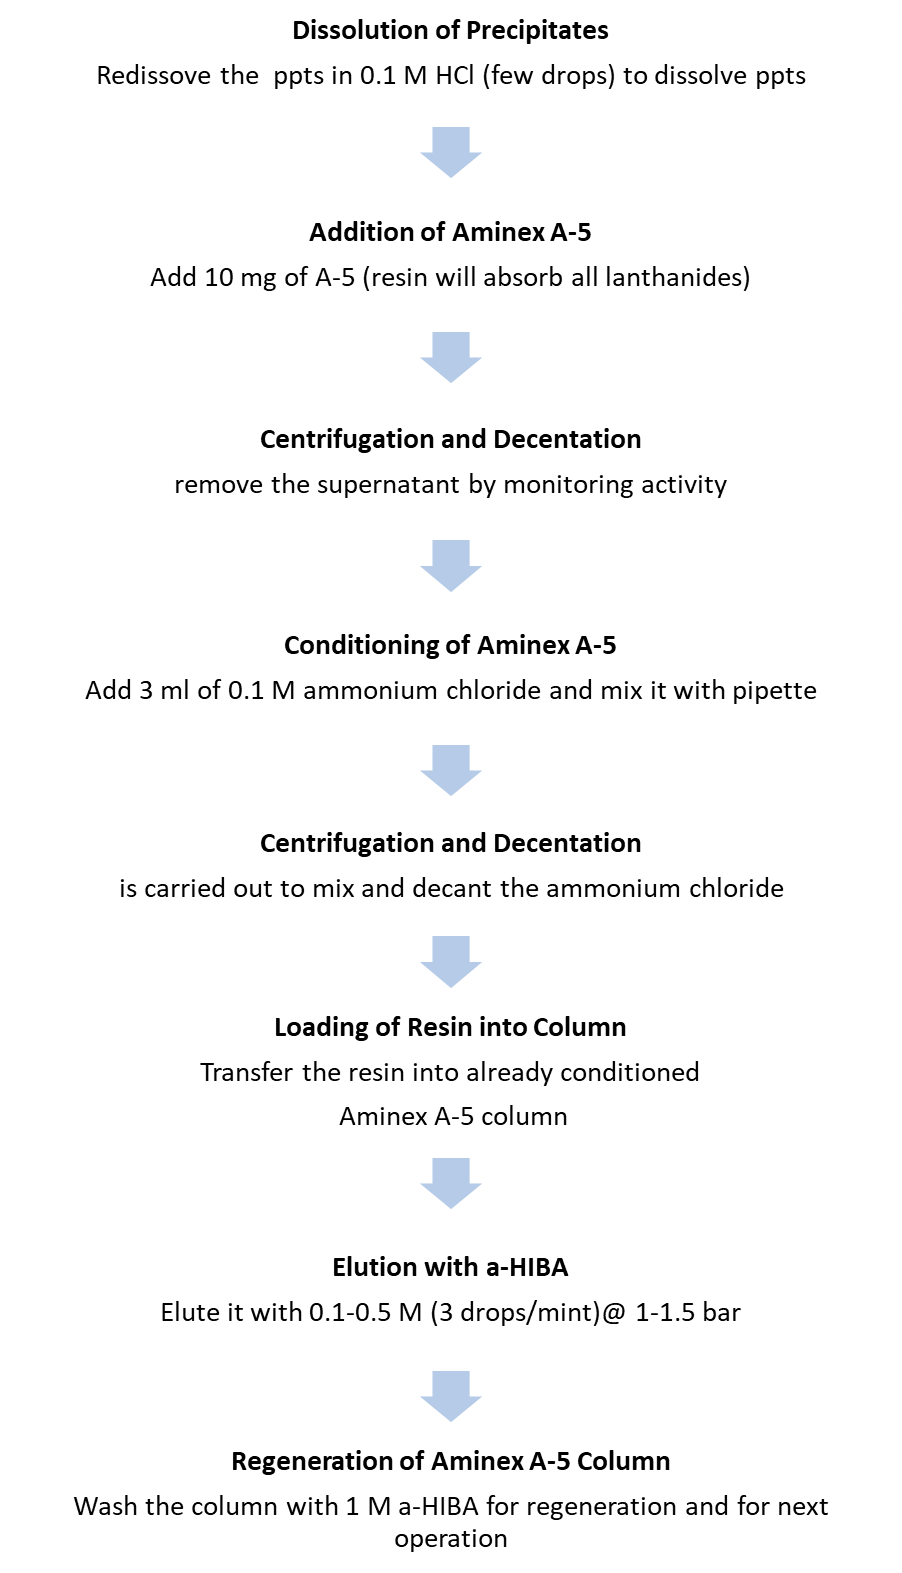 Dissolution of Precipitates
Redissove the  ppts in 0.1 M HCl (few drops) to dissolve ppts
Addition of Aminex A-5
Add 10 mg of A-5 (resin will absorb all lanthanides)
Centrifugation and Decentation
remove the supernatant by monitoring activity
Conditioning of Aminex A-5
Add 3 ml of 0.1 M ammonium chloride and mix it with pipette
Centrifugation and Decentation
is carried out to mix and decant the ammonium chloride
Loading of Resin into Column
Transfer the resin into already conditioned
Aminex A-5 column
Elution with a-HIBA
Elute it with 0.1-0.5 M (3 drops/mint)@ 1-1.5 bar
Regeneration of Aminex A-5 Column
Wash the column with 1 M a-HIBA for regeneration and for next
operation